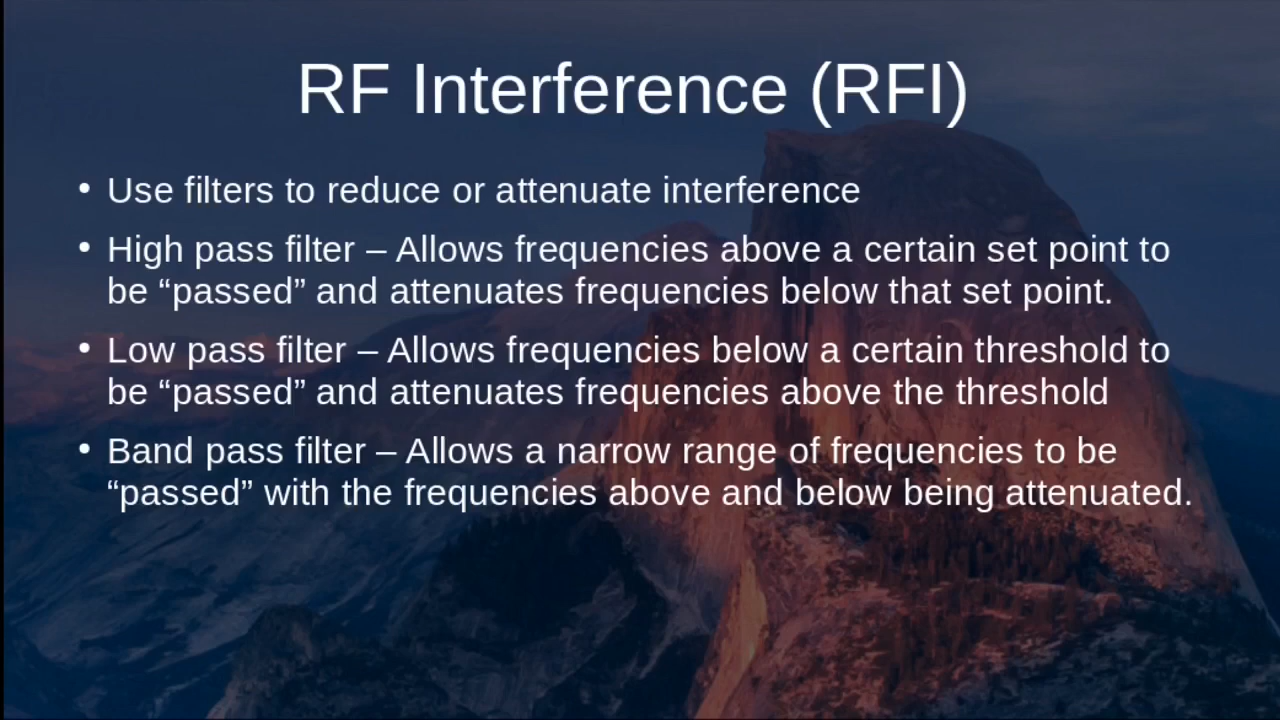 RF Interference (RFI)
• Use filters to reduce or attenuate interference
• High pass filter – Allows frequencies above a certain set point to
be “passed” and attenuates frequencies below that set point.
• Low pass filter – Allows frequencies below a certain threshold to
be “passed” and attenuates frequencies above the threshold
• Band pass filter – Allows a narrow range of frequencies to be
“passed” with the frequencies above and below being attenuated.